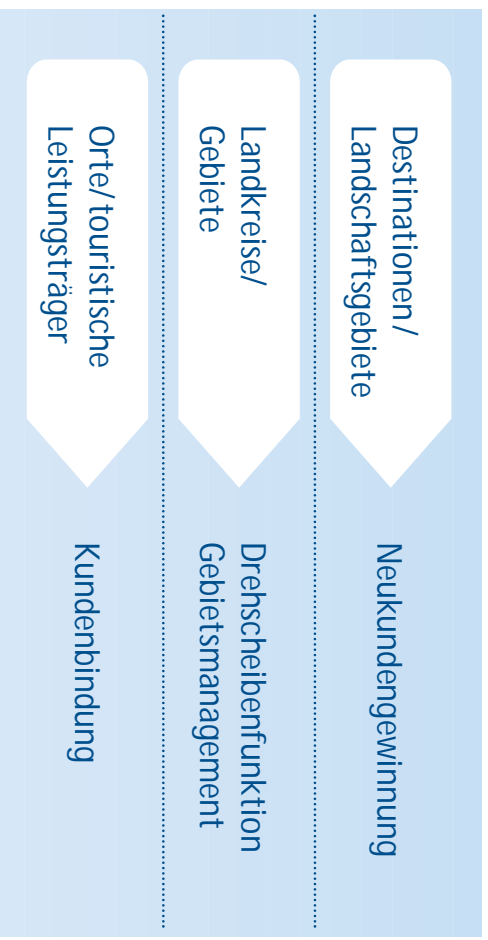 Destinationen/
Landschaftsgebiete
Neukundengewinnung
Landkreise/
Gebiete
Drehscheibenfunktion
Gebietsmanagement
Orte/touristische
Leistungsträger
Kundenbindung